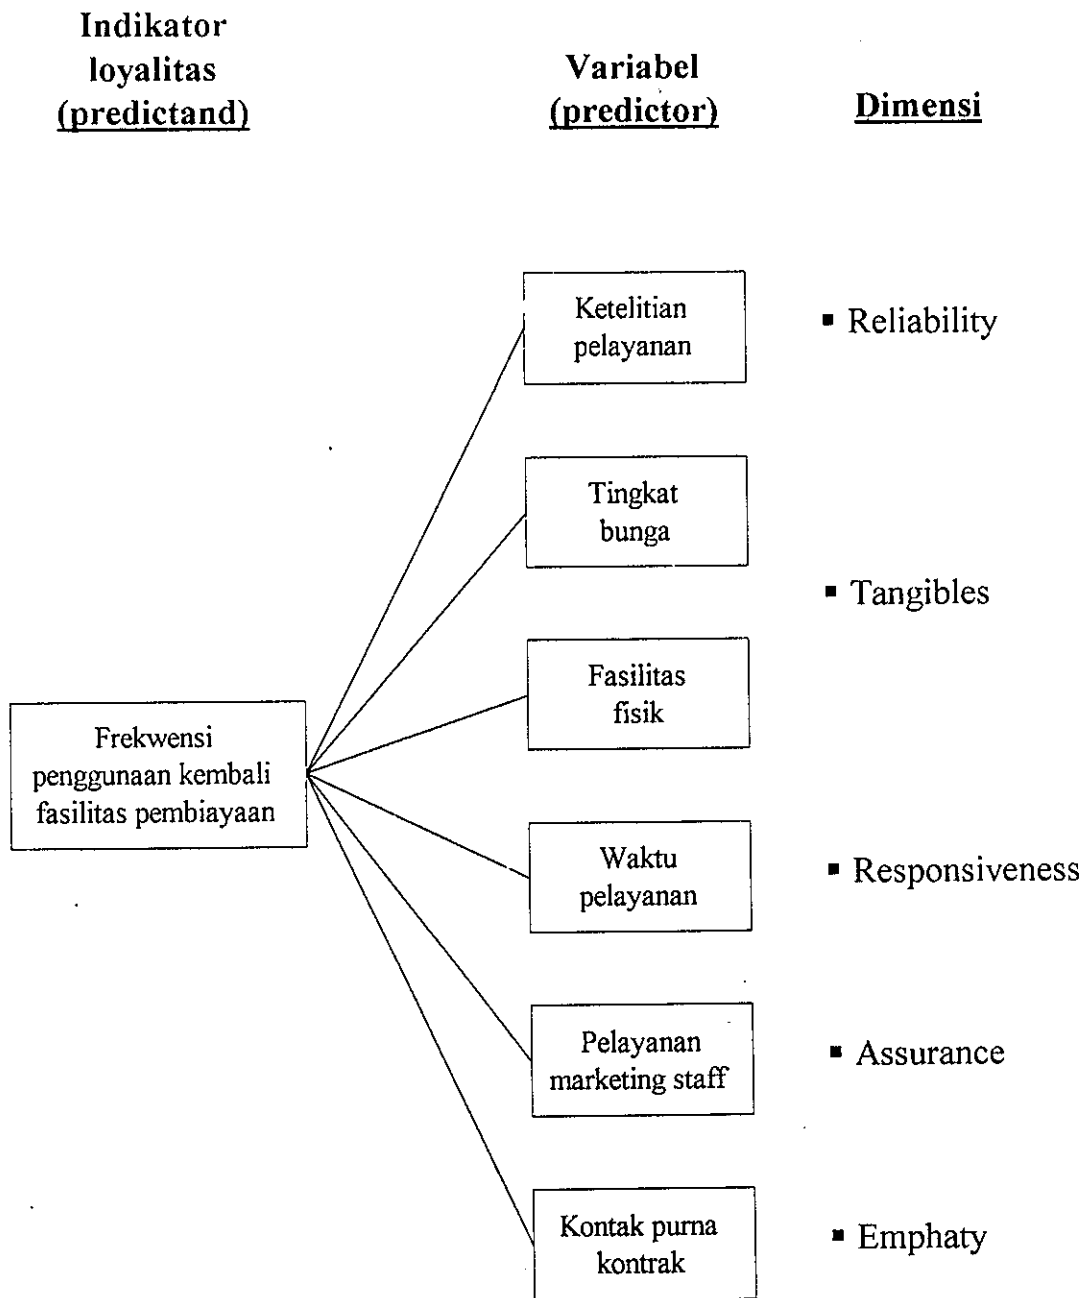 Indikator
loyalitas
(predictand)
Variabel
(predictor)
Dimensi
Ketelitian
pelayanan
▪ Reliability
Tingkat
bunga
▪ Tangibles
Fasilitas
fisik
Frekwensi
penggunaan kembali
fasilitas pembiayaan
Waktu
pelayanan
▪ Responsiveness
Pelayanan
marketing staff
▪ Assurance
Kontak purna
kontrak
▪ Emphaty